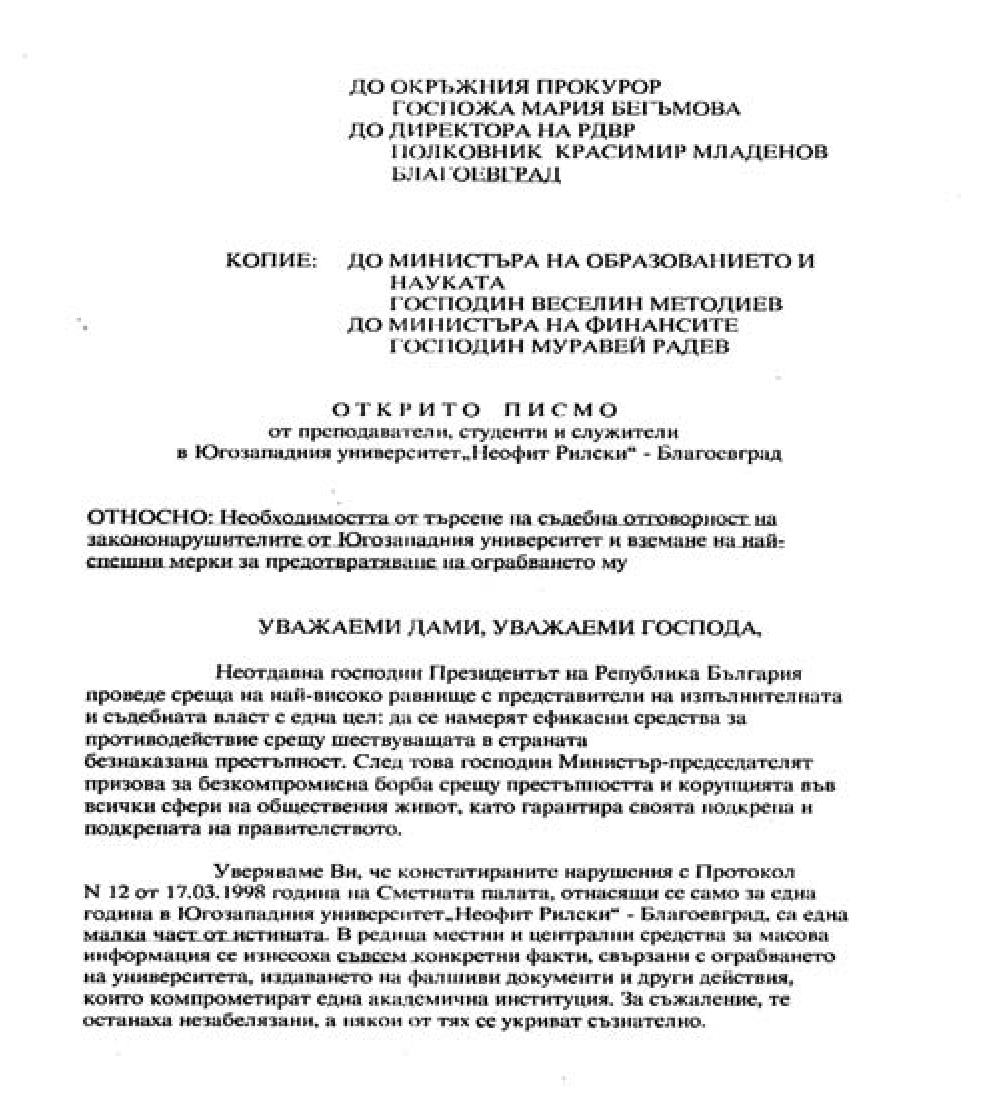 ДО ОКРЪЖНИЯ ПРОКУРОР
ГОСПОЖА МАРИЯ БЕГЪМОВА
ДО ДИРЕКТОРА НА РДВР
ПОЛКОВНИК КРАСИМИР МЛАДЕНОВ
БЛАГОЕВГРАД
КОПИЕ: ДО МИНИСТЪРА НА ОБРАЗОВАНИЕТО И
НАУКАТА
ГОСПОДИН ВЕСЕЛИН МЕТОДИЕВ
ДО МИНИСТЪРА НА ФИНАНСИТЕ
ГОСПОДИН МУРАВЕЙ РАДЕВ
О Т К Р И Т О П И С М О
от преподаватели, студенти и служители
в Югозападния университет„Неофит Рилски“ - Благоевград
ОТНОСНО: Необходимостта от търсене на съдебна отговорност на
закононарушителите от Югозападния университет и вземане на най-
спешни мерки за предотвратяване на ограбването му
УВАЖАЕМИ ДАМИ, УВАЖАЕМИ ГОСПОДА,
Неотдавна господин Президентът на Република България
проведе среща на най-високо равнище с представители на изпълнителната
и съдебната власт с една цел: да се намерят ефикасни средства за
противодействие срещу шествуващата в страната
безнаказана престъпност. След това господин Министър-председателят
призова за безкомпромисна борба срещу престъпността и корупцията във
всички сфери на обществения живот, като гарантира своята подкрепа и
подкрепата на правителството.
Уверяваме Ви, че констатираните нарушения с Протокол
N 12 от 17.03.1998 година на Сметната палата, отнасящи се само за една
година в Югозападния университет„Неофит Рилски“ - Благоевград, са една
малка част от истината. В редица местни и централни средства за масова
информация се изнесоха съвсем конкретни факти, свързани с ограбването
на университета, издаването на фалшиви документи и други действия,
които компрометират една академична институция. За съжаление, те
останаха незабелязани, а някои от тях се укриват съзнателно.